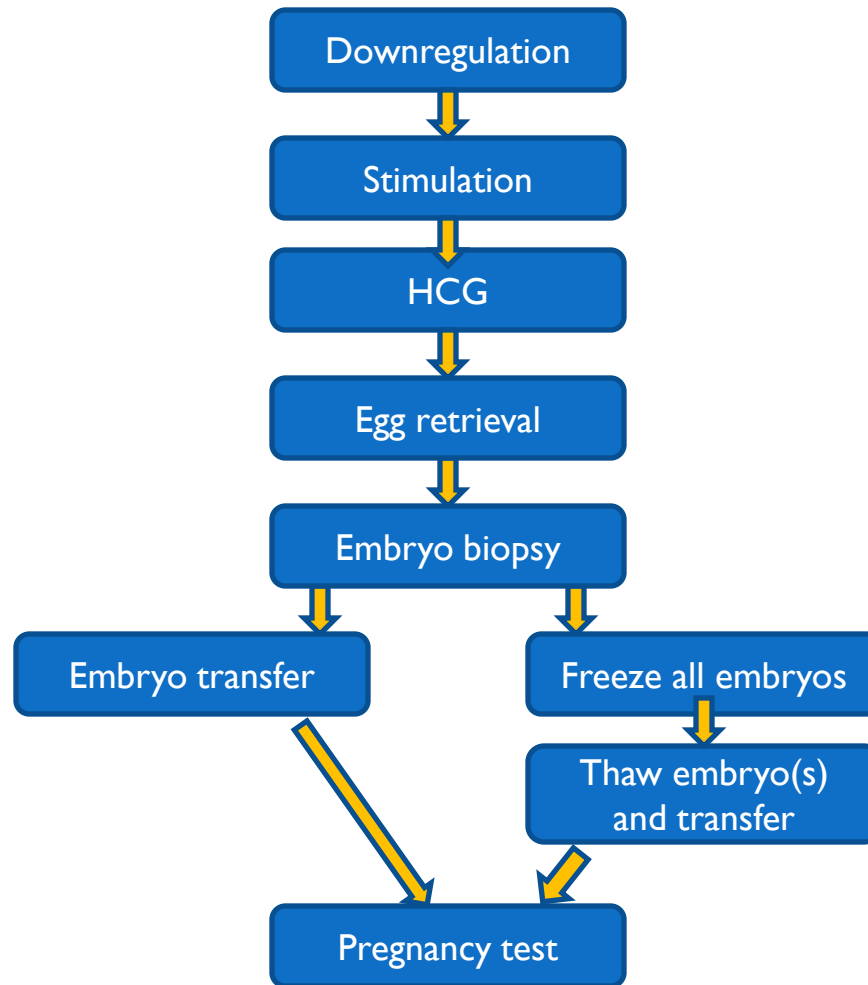 Downregulation
Stimulation
HCG
Egg retrieval
Embryo biopsy
Embryo transfer
Freeze all embryos
Thaw embryo(s)
and transfer
Pregnancy test